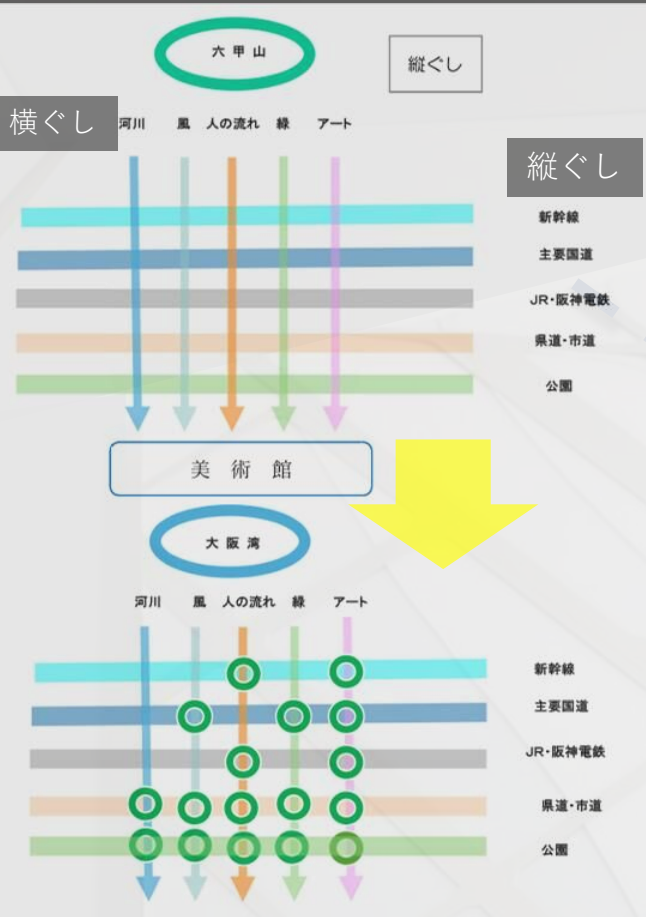 六甲山
縦ぐし
横ぐし
河川 風 人の流れ 緑 アート
縦ぐし
新幹線
主要国道
JR・阪神電鉄
県道・市道
公園
美術館
大阪湾
河川 風 人の流れ 緑 アート
新幹線
主要国道
JR・阪神電鉄
県道・市道
公園